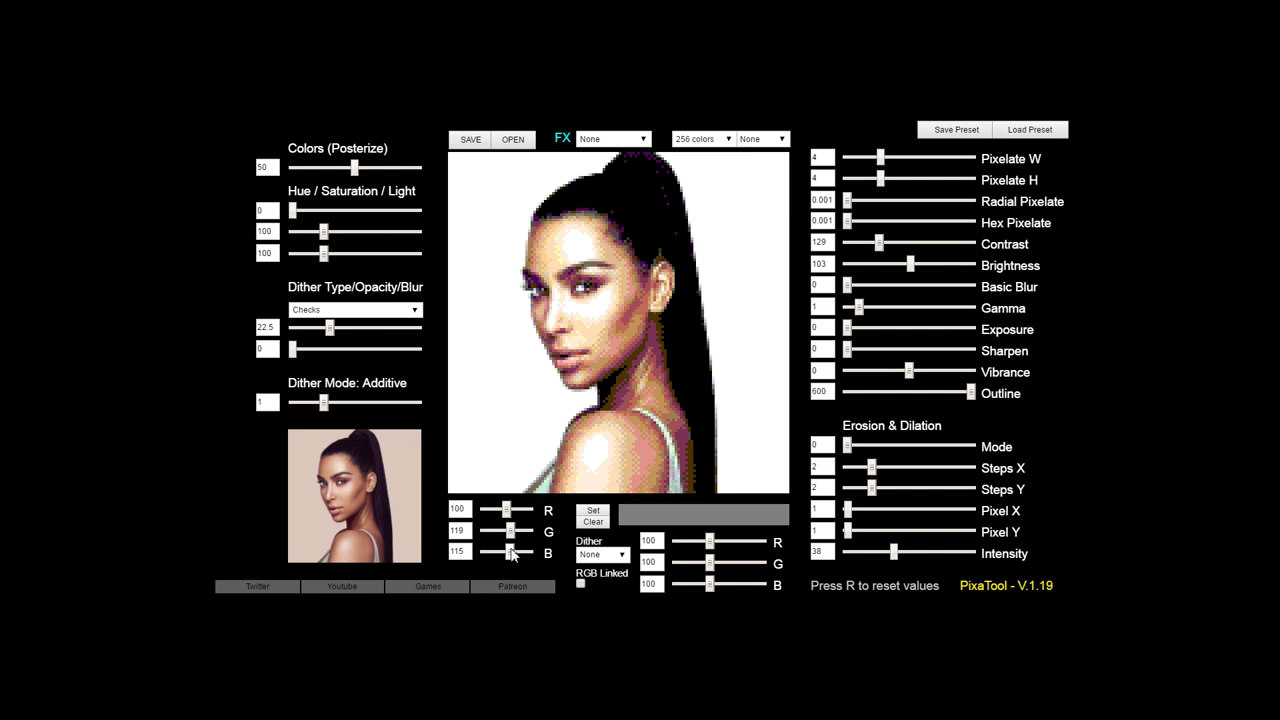 Save Preset Load Preset
SAVE OPEN FX None 256 colors None
Colors (Posterize)
50
Hue / Saturation / Light
0
100
100
Dither Type/Opacity/Blur
Checks
22.5
0
Dither Mode: Additive
1
4 Pixelate W
4 Pixelate H
0.001 Radial Pixelate
0.001 Hex Pixelate
129 Contrast
103 Brightness
0 Basic Blur
1 Gamma
0 Exposure
0 Sharpen
0 Vibrance
600 Outline
Erosion & Dilation
0 Mode
2 Steps X
2 Steps Y
1 Pixel X
1 Pixel Y
38 Intensity
100 R
119 G
115 B
Set
Clear
Dither
None
RGB Linked
100 R
100 G
100 B
Twitter Youtube Games Patreon
Press R to reset values PixaTool - V.1.19